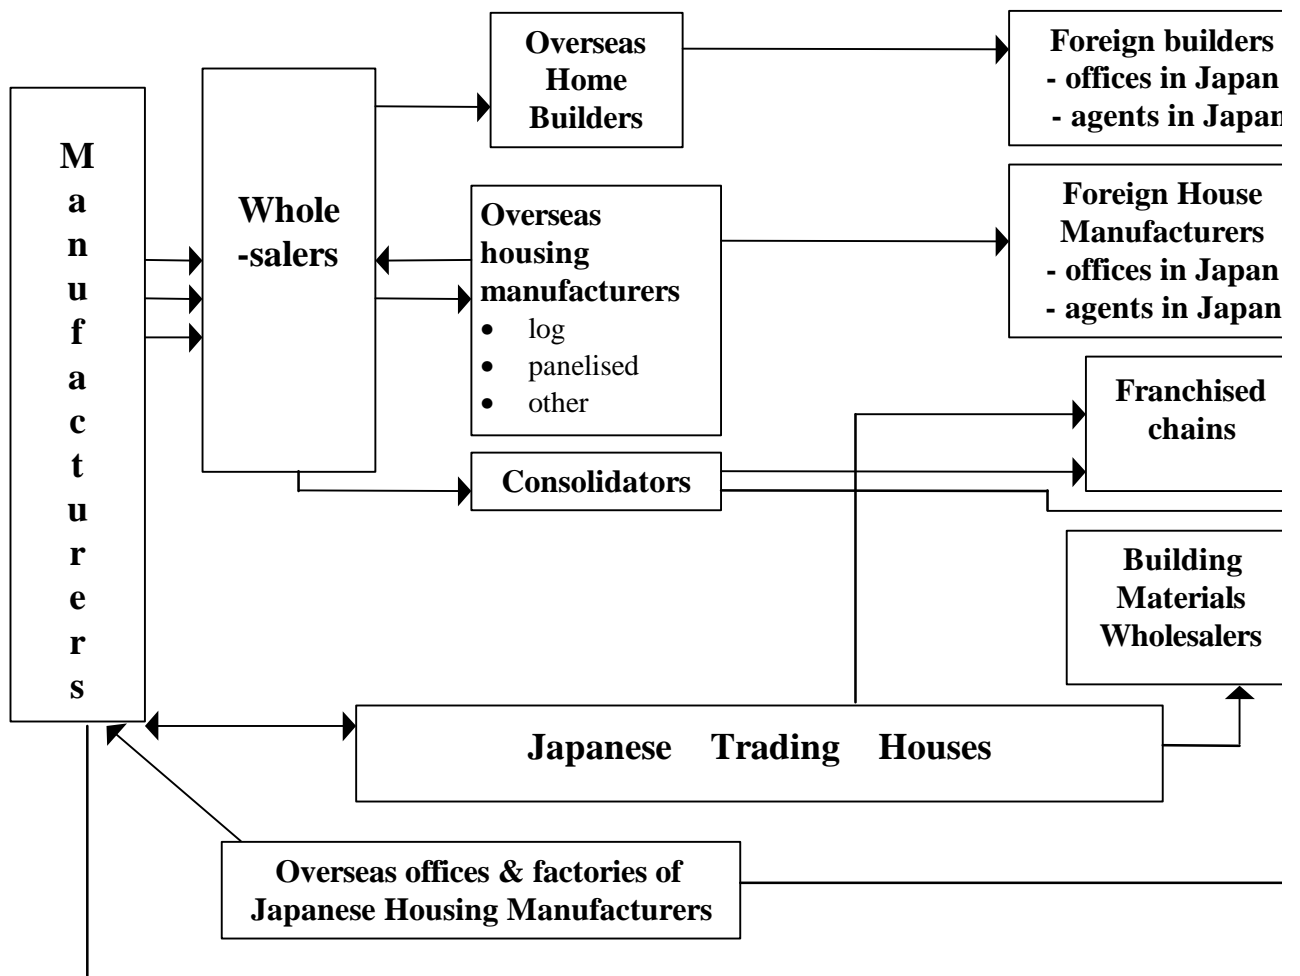 Manufacturers
Whole
-salers
Overseas
Home
Builders
Overseas
housing
manufacturers
• log
• panelised
• other
Consolidators
Foreign builders
- offices in Japan
- agents in Japan
Foreign House
Manufacturers
- offices in Japan
- agents in Japan
Franchised
chains
Building
Materials
Wholesalers
Japanese Trading Houses
Overseas offices & factories of
Japanese Housing Manufacturers